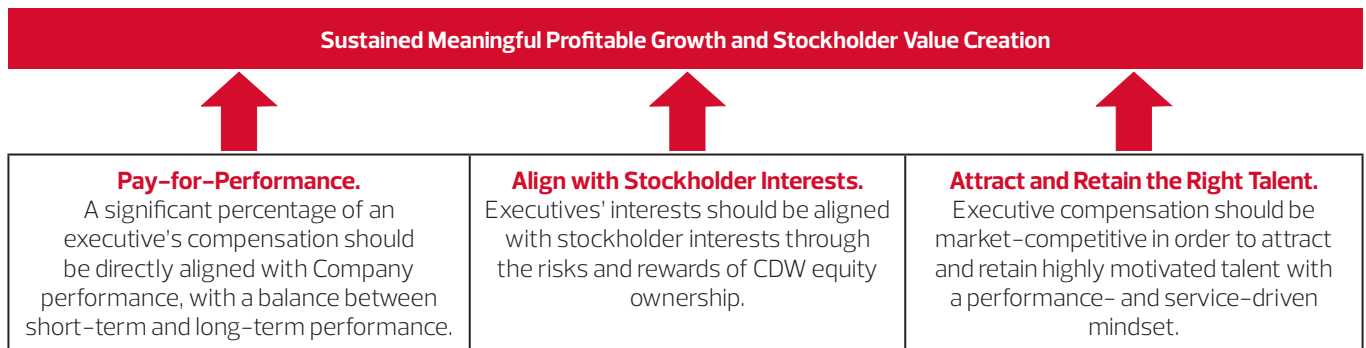 Sustained Meaningful Profitable Growth and Stockholder Value Creation
Pay-for-Performance.
A significant percentage of an
executive's compensation should
be directly aligned with Company
performance, with a balance between
short-term and long-term performance.
Align with Stockholder Interests.
Executives' interests should be aligned
with stockholder interests through
the risks and rewards of CDW equity
ownership.
Attract and Retain the Right Talent.
Executive compensation should be
market-competitive in order to attract
and retain highly motivated talent with
a performance- and service-driven
mindset.